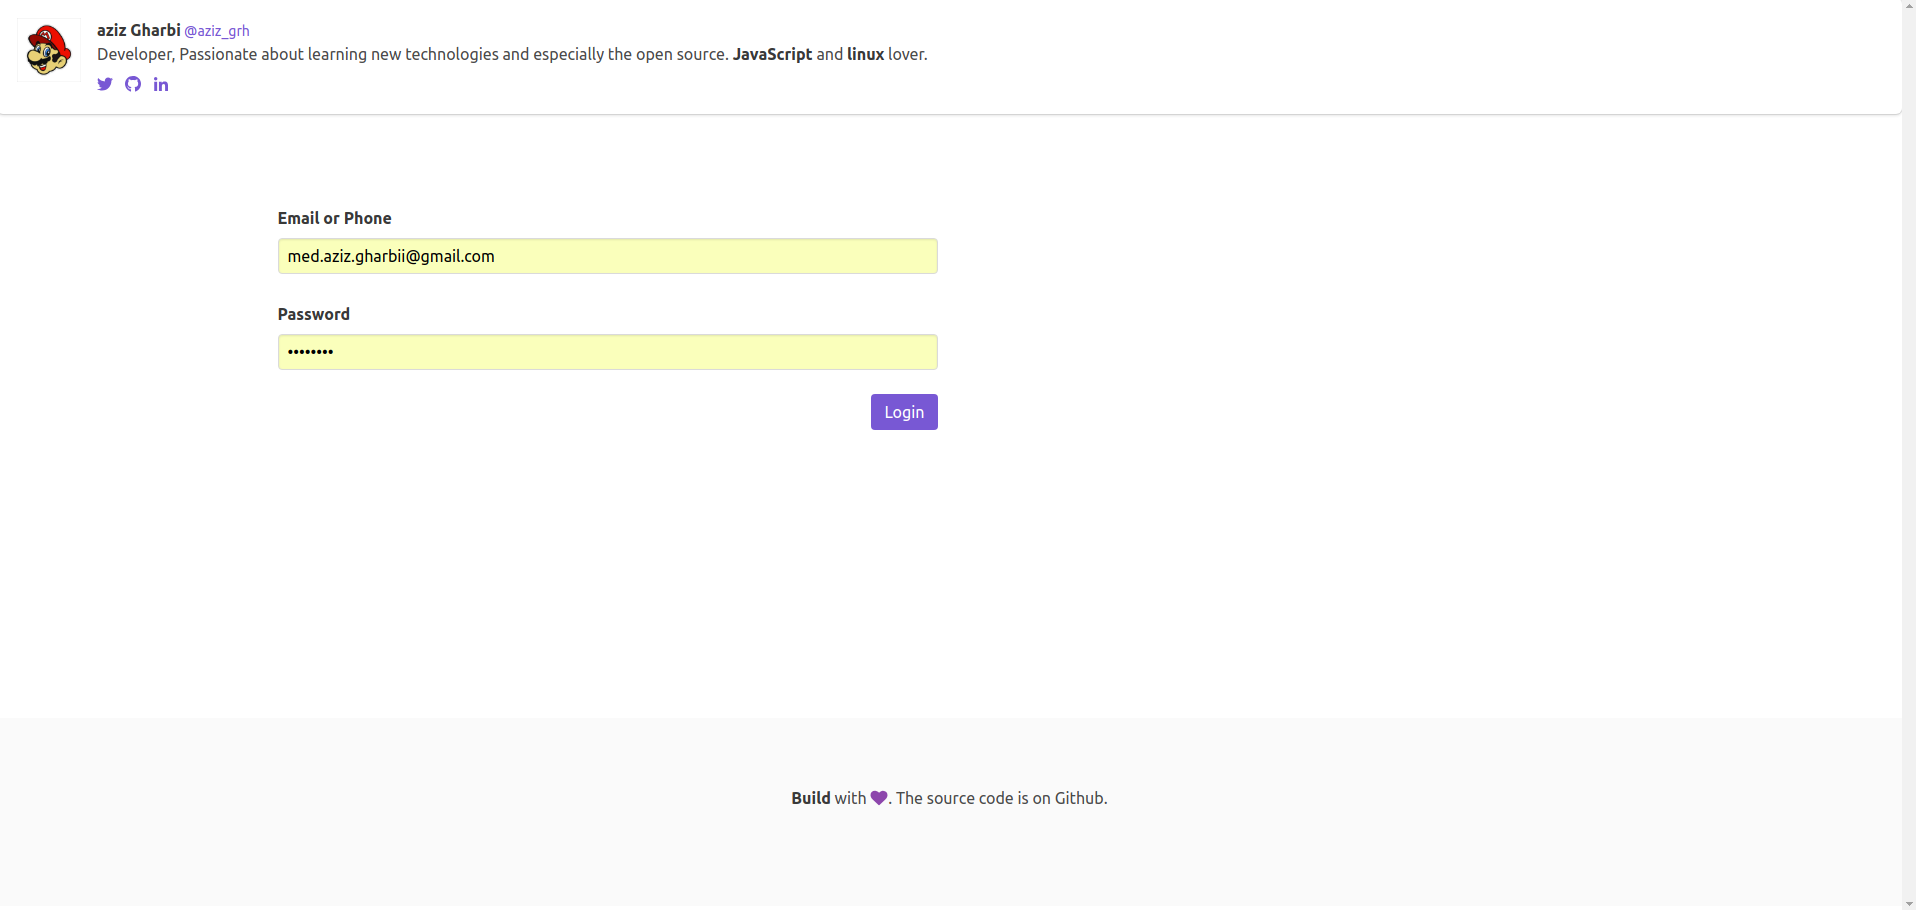 aziz Gharbi @aziz_grh
Developer, Passionate about learning new technologies and especially the open source. JavaScript and linux lover.
Email or Phone
med.aziz.gharbii@gmail.com
Password
••••••••
Login
Build with 💜. The source code is on Github.